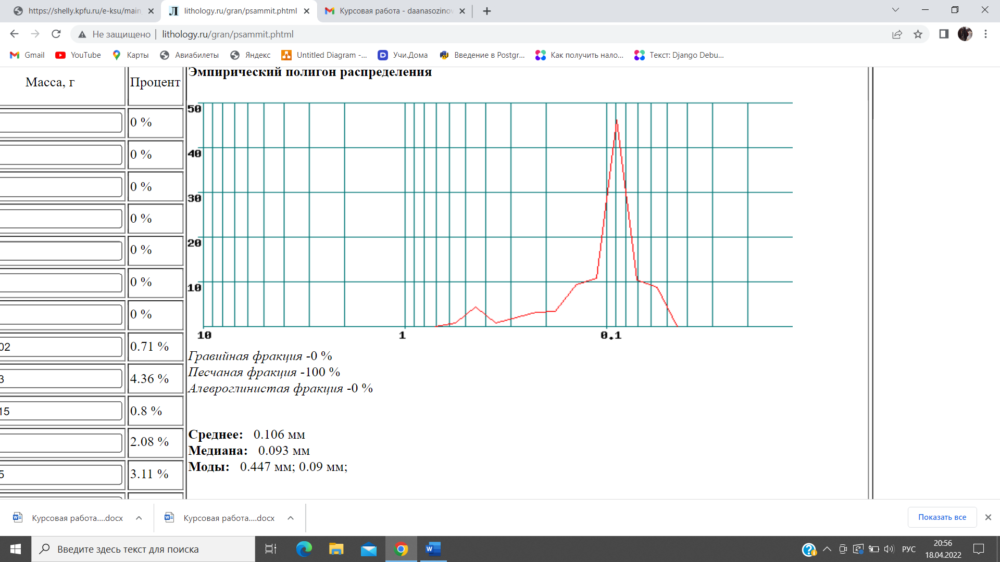 https://shelly.kpfu.ru/e-ksu/main
lithology.ru/gran/psammit.phtml
Курсовая работа - daanasozinov
Не защищено
lithology.ru/gran/psammit.phtml
Gmail
YouTube
Карты
Авиабилеты
Яндекс
Untitled Diagram -...
Учи.Дома
Введение в Postgr...
Как получить нало...
Текст: Django Debu...
Масса, г
Процент
0 %
0 %
0 %
0 %
0 %
0 %
0 %
02
0.71 %
3
4.36 %
15
0.8 %
2.08 %
5
3.11 %
Эмпирический полигон распределения
50
40
30
20
10
10
1
0.1
Гравийная фракция -0 %
Песчаная фракция -100 %
Алевроглинистая фракция -0 %
Среднее: 0.106 мм
Медиана: 0.093 мм
Моды: 0.447 мм; 0.09 мм;
Курсовая работа....docx
Курсовая работа....docx
Показать все
Введите здесь текст для поиска
РУС
20:56
18.04.2022